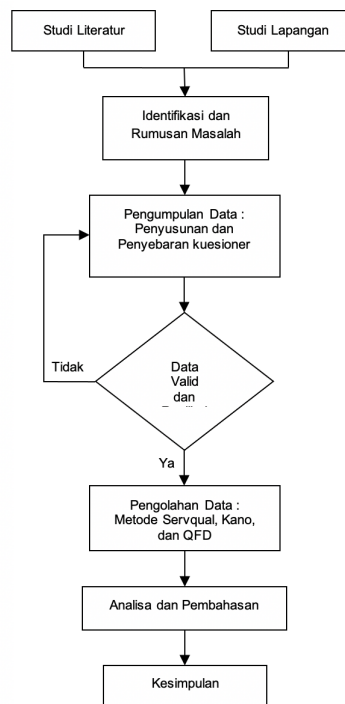 Studi Literatur
Studi Lapangan
Identifikasi dan
Rumusan Masalah
Pengumpulan Data :
Penyusunan dan
Penyebaran kuesioner
Tidak
Data
Valid
dan
Ya
Pengolahan Data :
Metode Servqual, Kano,
dan QFD
Analisa dan Pembahasan
Kesimpulan